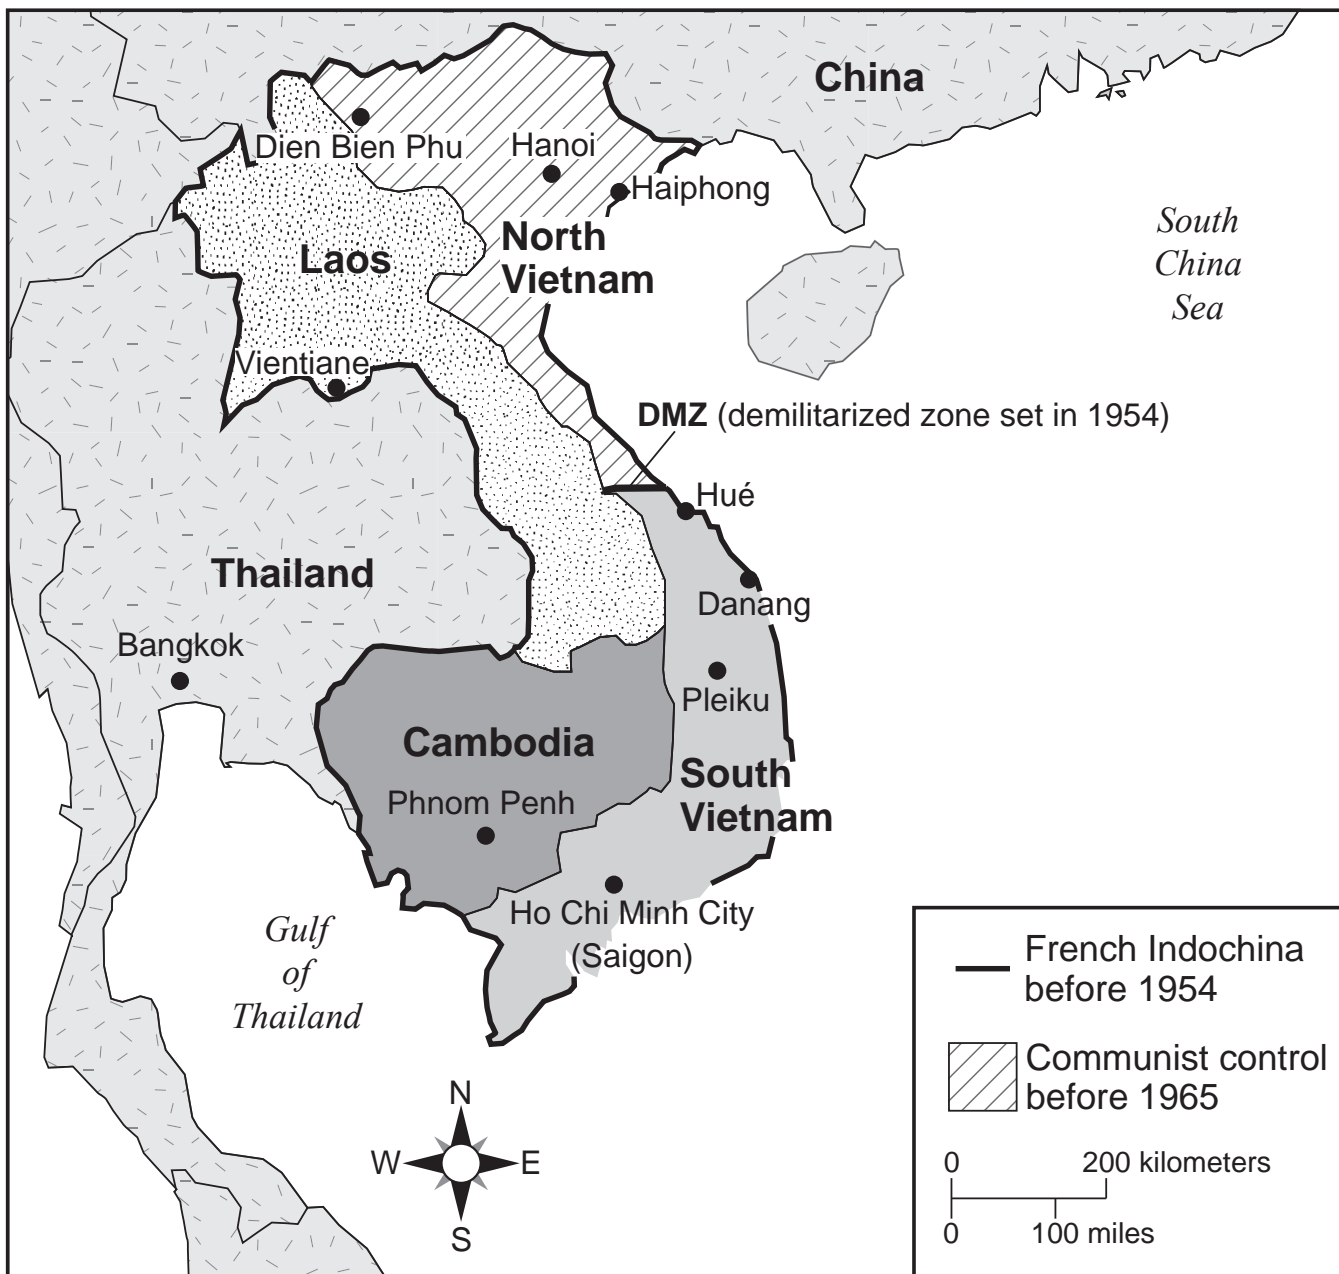 China
Dien Bien Phu
Hanoi
Haiphong
South
China
Sea
North
Vietnam
Laos
Vientiane
DMZ (demilitarized zone set in 1954)
Hué
Thailand
Danang
Bangkok
Pleiku
Cambodia
South
Vietnam
Phnom Penh
Ho Chi Minh City
(Saigon)
Gulf
of
Thailand
French Indochina
before 1954
Communist control
before 1965
N
W
E
S
0
200 kilometers
0
100 miles